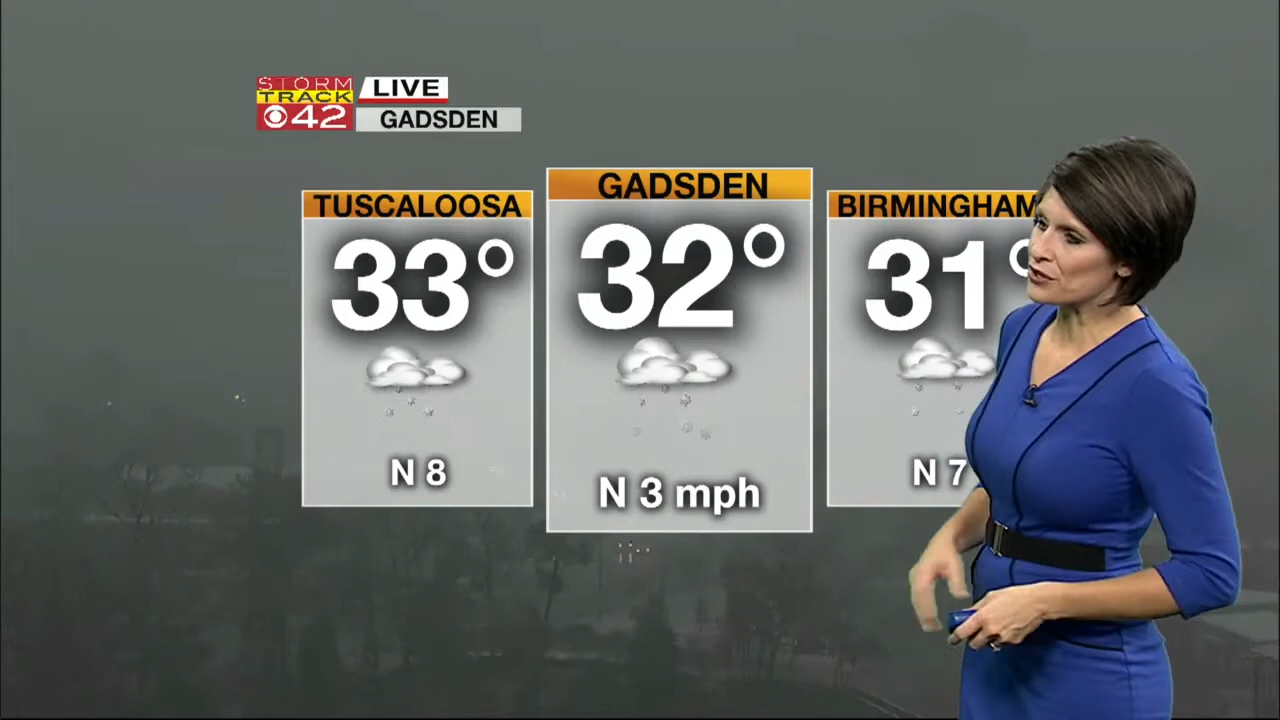 STORM
TRACK
42
LIVE
GADSDEN
TUSCALOOSA
33°
N 8
GADSDEN
32°
N 3 mph
BIRMINGHAM
31°
N 7